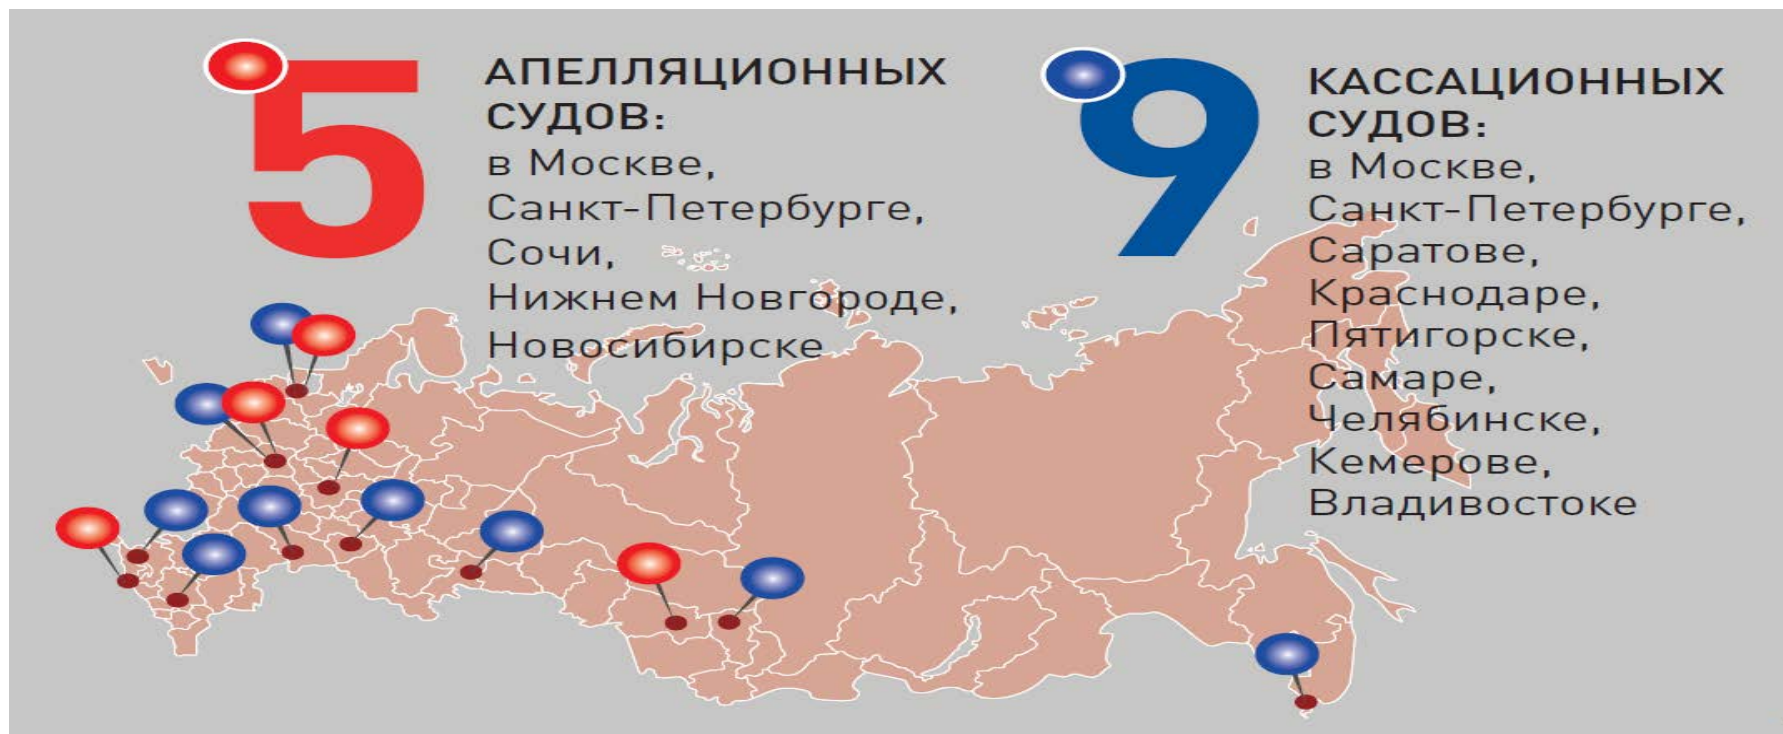 5
АПЕЛЛЯЦИОННЫХ
СУДОВ:
в Москве,
Санкт-Петербурге,
Сочи,
Нижнем Новгороде,
Новосибирске
9
КАССАЦИОННЫХ
СУДОВ:
в Москве,
Санкт-Петербурге,
Саратове,
Краснодаре,
Пятигорске,
Самаре,
Челябинске,
Кемерове,
Владивостоке